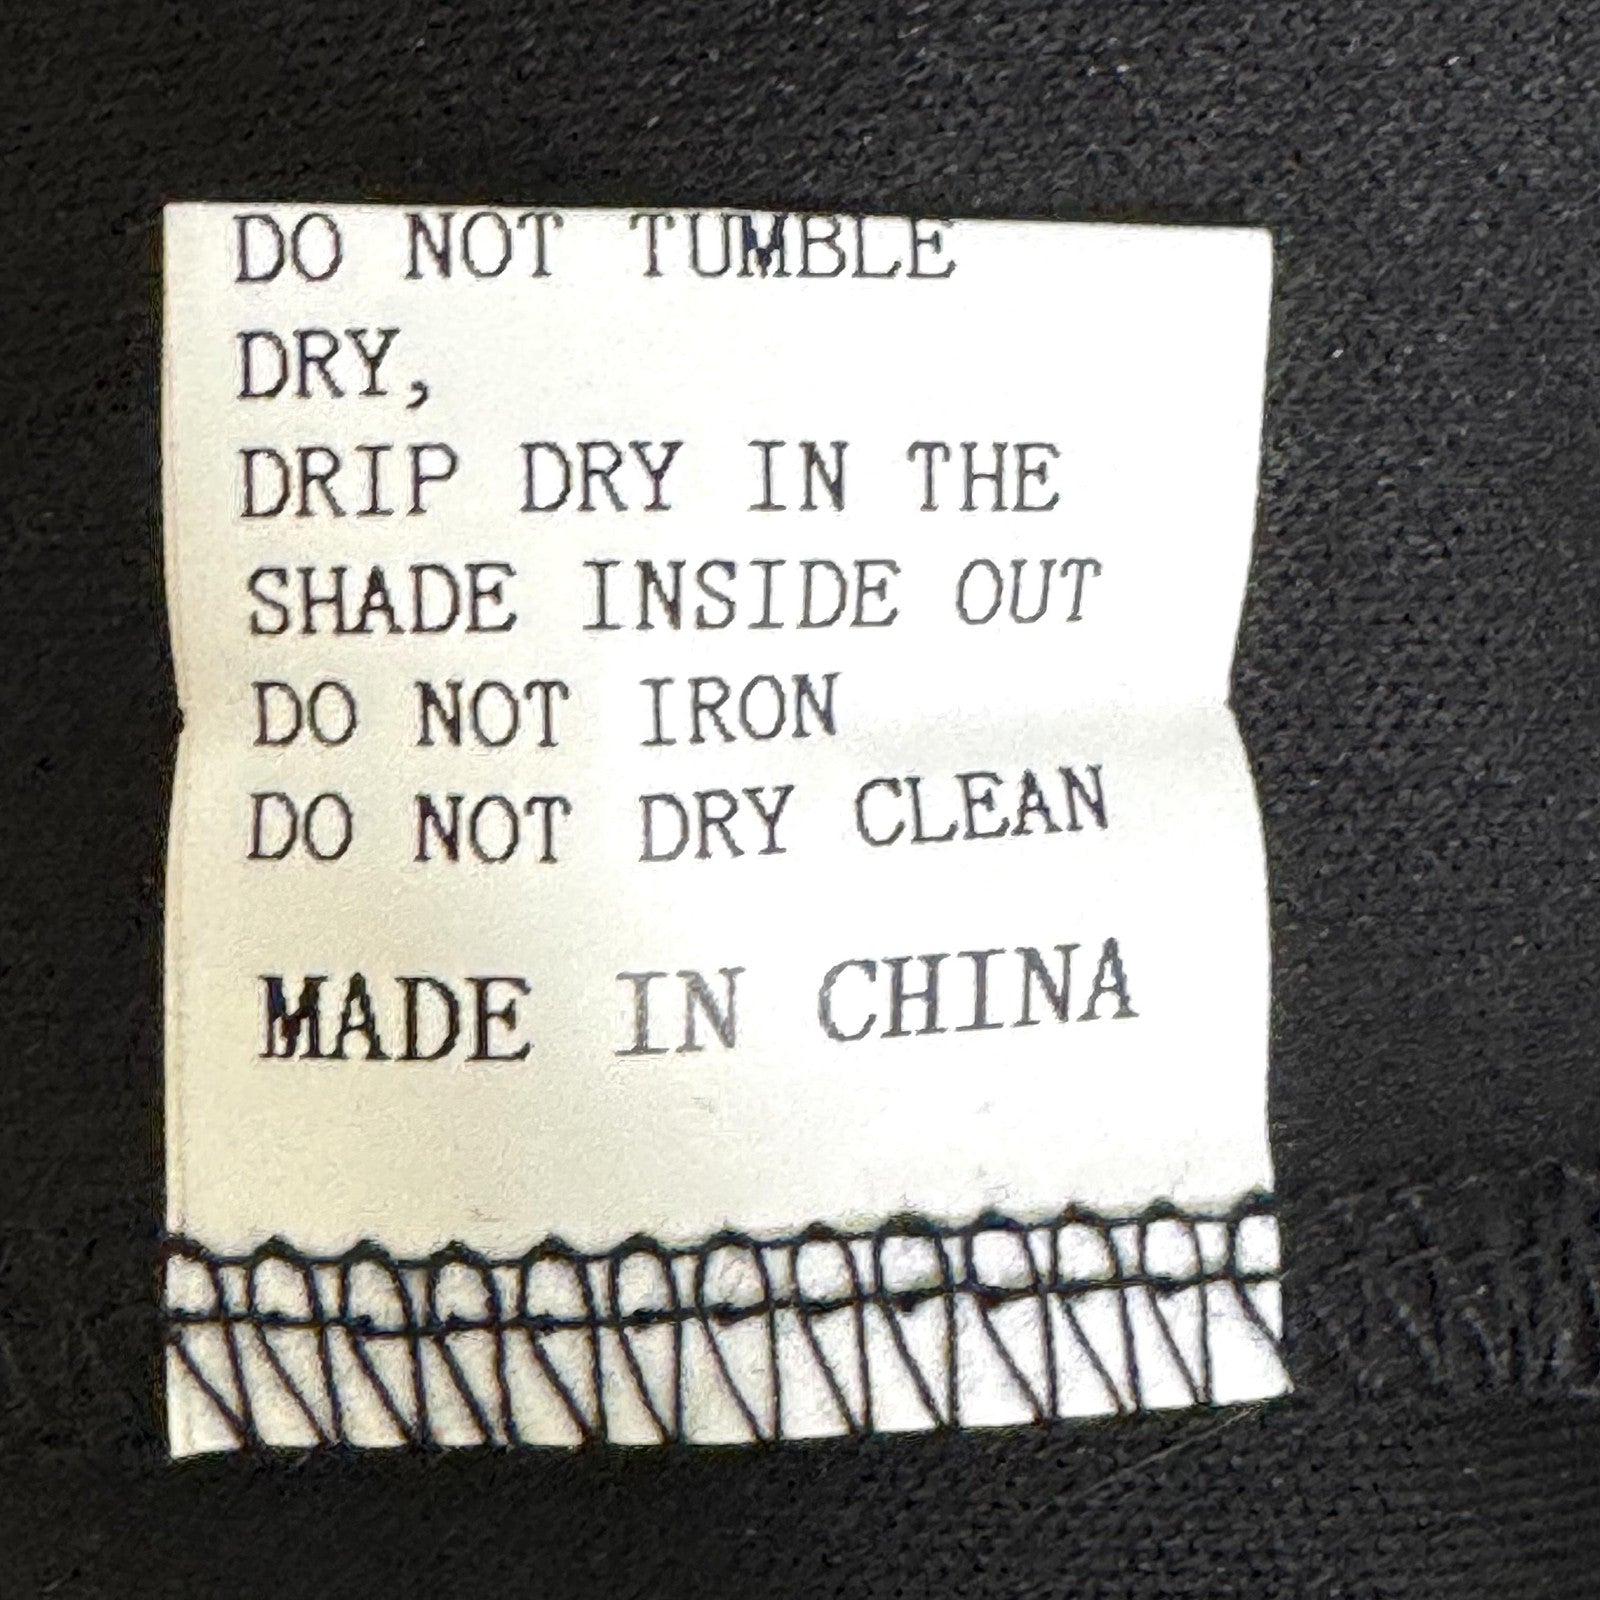 DO NOT TUMBLE
DRY,
DRIP DRY IN THE
SHADE INSIDE OUT
DO NOT IRON
DO NOT DRY CLEAN
MADE IN CHINA